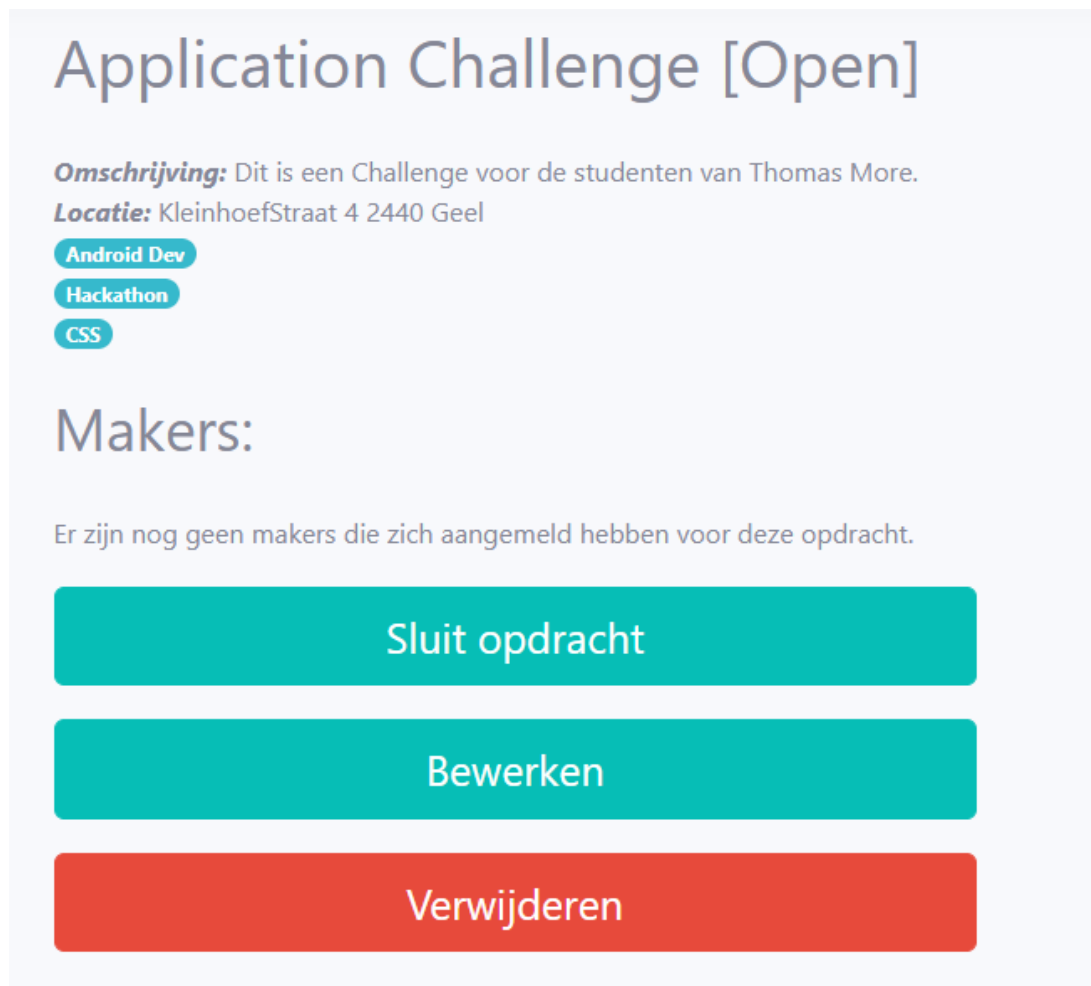 Application Challenge [Open]
Omschrijving: Dit is een Challenge voor de studenten van Thomas More.
Locatie: KleinhoefStraat 4 2440 Geel
Android Dev
Hackathon
CSS
Makers:
Er zijn nog geen makers die zich aangemeld hebben voor deze opdracht.
Sluit opdracht
Bewerken
Verwijderen